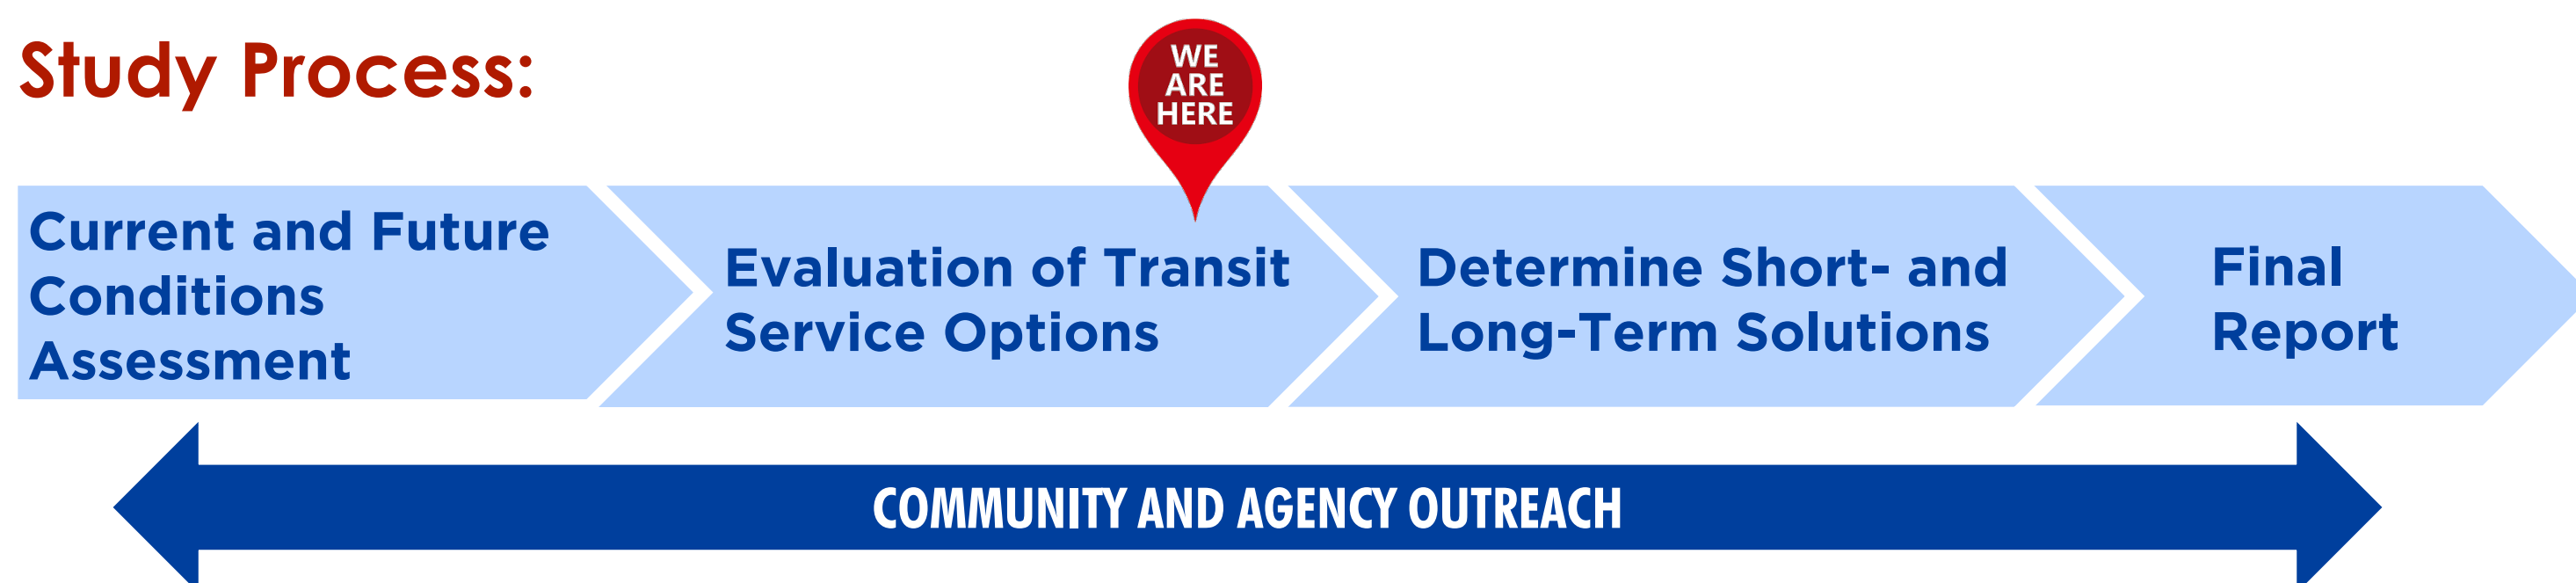 Study Process:
WE
ARE
HERE
Current and Future
Conditions
Assessment
Evaluation of Transit
Service Options
Determine Short- and
Long-Term Solutions
Final
Report
COMMUNITY AND AGENCY OUTREACH